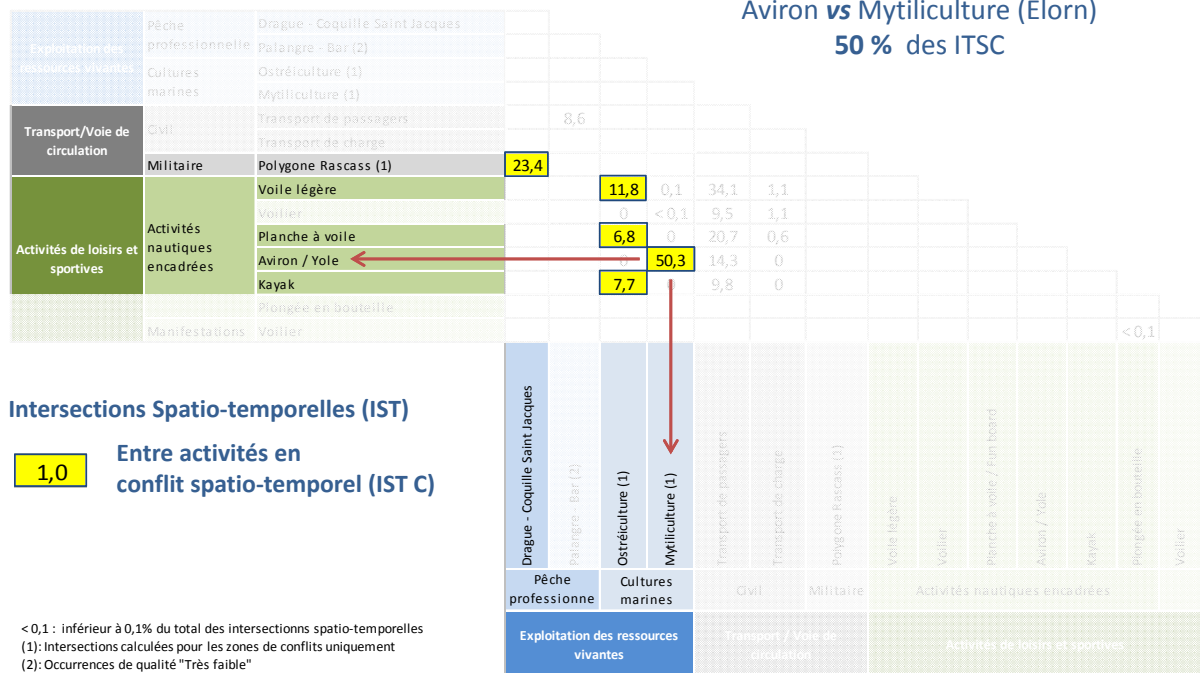 Aviron vs Mytiliculture (Elorn)
50 % des ITSC
Exploitation des ressources vivantes
Pêche professionnelle
Drague - Coquille Saint Jacques
Palangre - Bar (2)
Cultures marines
Ostréiculture (1)
Mytiliculture (1)
Transport/Voie de circulation
Civil
Transport de passagers
8,6
Transport de charge
Militaire
Polygone Rascass (1)
23,4
Activités de loisirs et sportives
Activités nautiques encadrées
Voile légère
11,8 0,1 34,1 1,1
Voilier
0 < 0,1 9,5 1,1
Planche à voile
6,8 0 20,7 0,6
Aviron / Yole
0 50,3 14,3 0
Kayak
7,7 0 9,8 0
Plongée en bouteille
Manifestations
Voilier
< 0,1
Intersections Spatio-temporelles (IST)
1,0
Entre activités en
conflit spatio-temporel (IST C)
Drague - Coquille Saint Jacques
Palangre - Bar (2)
Ostréiculture (1)
Mytiliculture (1)
Transport de passagers
Transport de charge
Polygone Rascass (1)
Voile légère
Voilier
Planche à voile / Fun board
Aviron / Yole
Kayak
Plongée en bouteille
Voilier
Pêche
professionne
Cultures
marines
Civil
Militaire
Activités nautiques encadrées
Exploitation des ressources
vivantes
Transport / Voie de
circulation
Activités de loisirs et sportives
< 0,1 : inférieur à 0,1% du total des intersectionns spatio-temporelles
(1): Intersections calculées pour les zones de conflits uniquement
(2): Occurrences de qualité "Très faible"